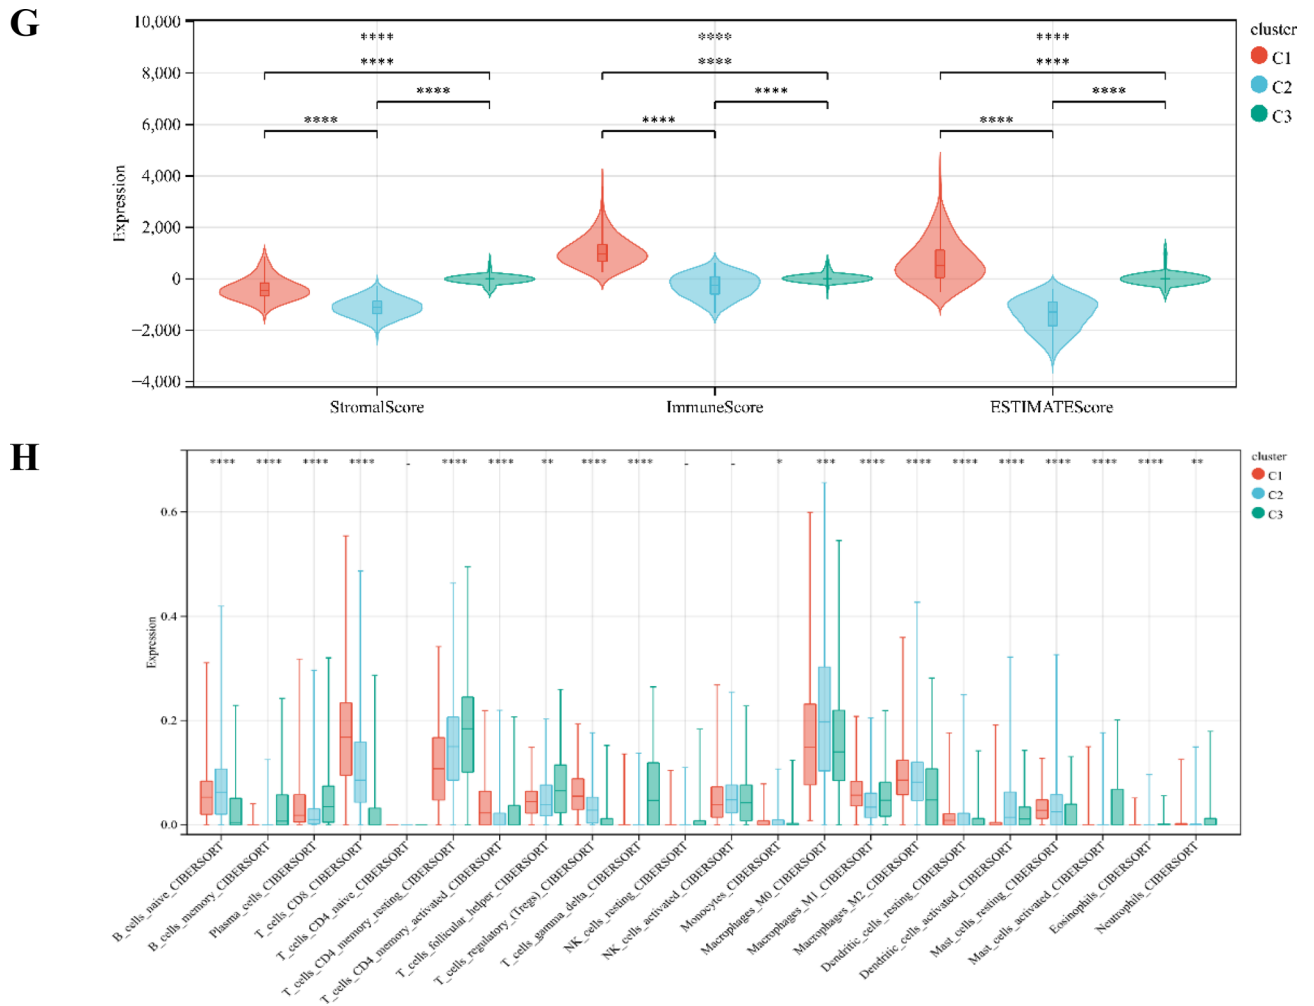 G
10,000
8,000
6,000
4,000
2,000
0
−2,000
−4,000
Expression
**** **** ****
**** **** ****
**** **** ****
**** **** ****
StromalScore ImmuneScore ESTIMATEScore
cluster
C1
C2
C3
H
0.6
0.4
0.2
0.0
Expression
**** **** **** **** - **** **** ** **** **** - - * *** **** **** **** **** **** **** **** **
B_cells_naive_CIBERSORT
B_cells_memory_CIBERSORT
Plasma_cells_CIBERSORT
T_cells_CD8_CIBERSORT
T_cells_CD4_naive_CIBERSORT
T_cells_CD4_memory_resting_CIBERSORT
T_cells_CD4_memory_activated_CIBERSORT
T_cells_follicular_helper_CIBERSORT
T_cells_regulatory_(Tregs)_CIBERSORT
T_cells_gamma_delta_CIBERSORT
NK_cells_resting_CIBERSORT
NK_cells_activated_CIBERSORT
Monocytes_CIBERSORT
Macrophages_M0_CIBERSORT
Macrophages_M1_CIBERSORT
Macrophages_M2_CIBERSORT
Dendritic_cells_resting_CIBERSORT
Dendritic_cells_activated_CIBERSORT
Mast_cells_resting_CIBERSORT
Mast_cells_activated_CIBERSORT
Eosinophils_CIBERSORT
Neutrophils_CIBERSORT
cluster
C1
C2
C3